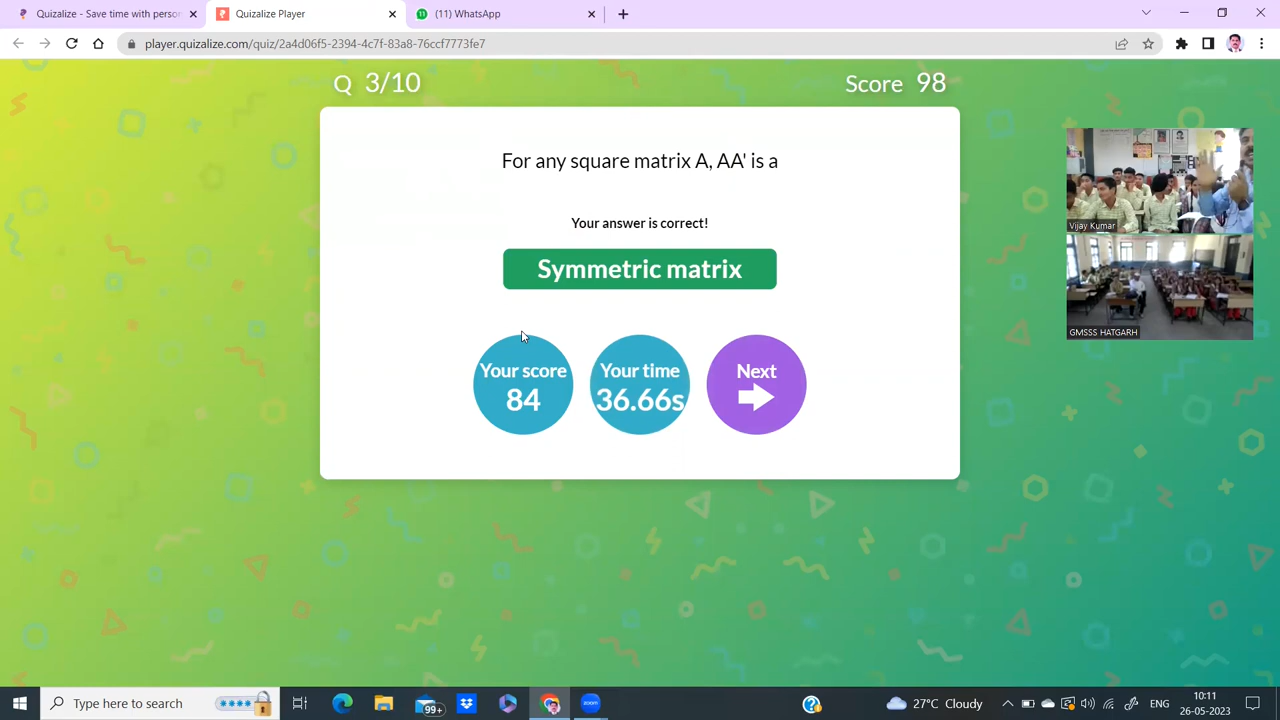 Quizalize - Save time with person
Quizalize Player
(11) WhatsApp
player.quizalize.com/quiz/2a4d06f5-2394-4c7f-83a8-76ccf7773fe7
Q 3/10
Score 98
For any square matrix A, AA' is a
Your answer is correct!
Symmetric matrix
Your score
84
Your time
36.66s
Next
Vijay Kumar
GMSSS HATGARH
Type here to search
99+
zoom
27°C Cloudy
ENG
10:11
26-05-2023